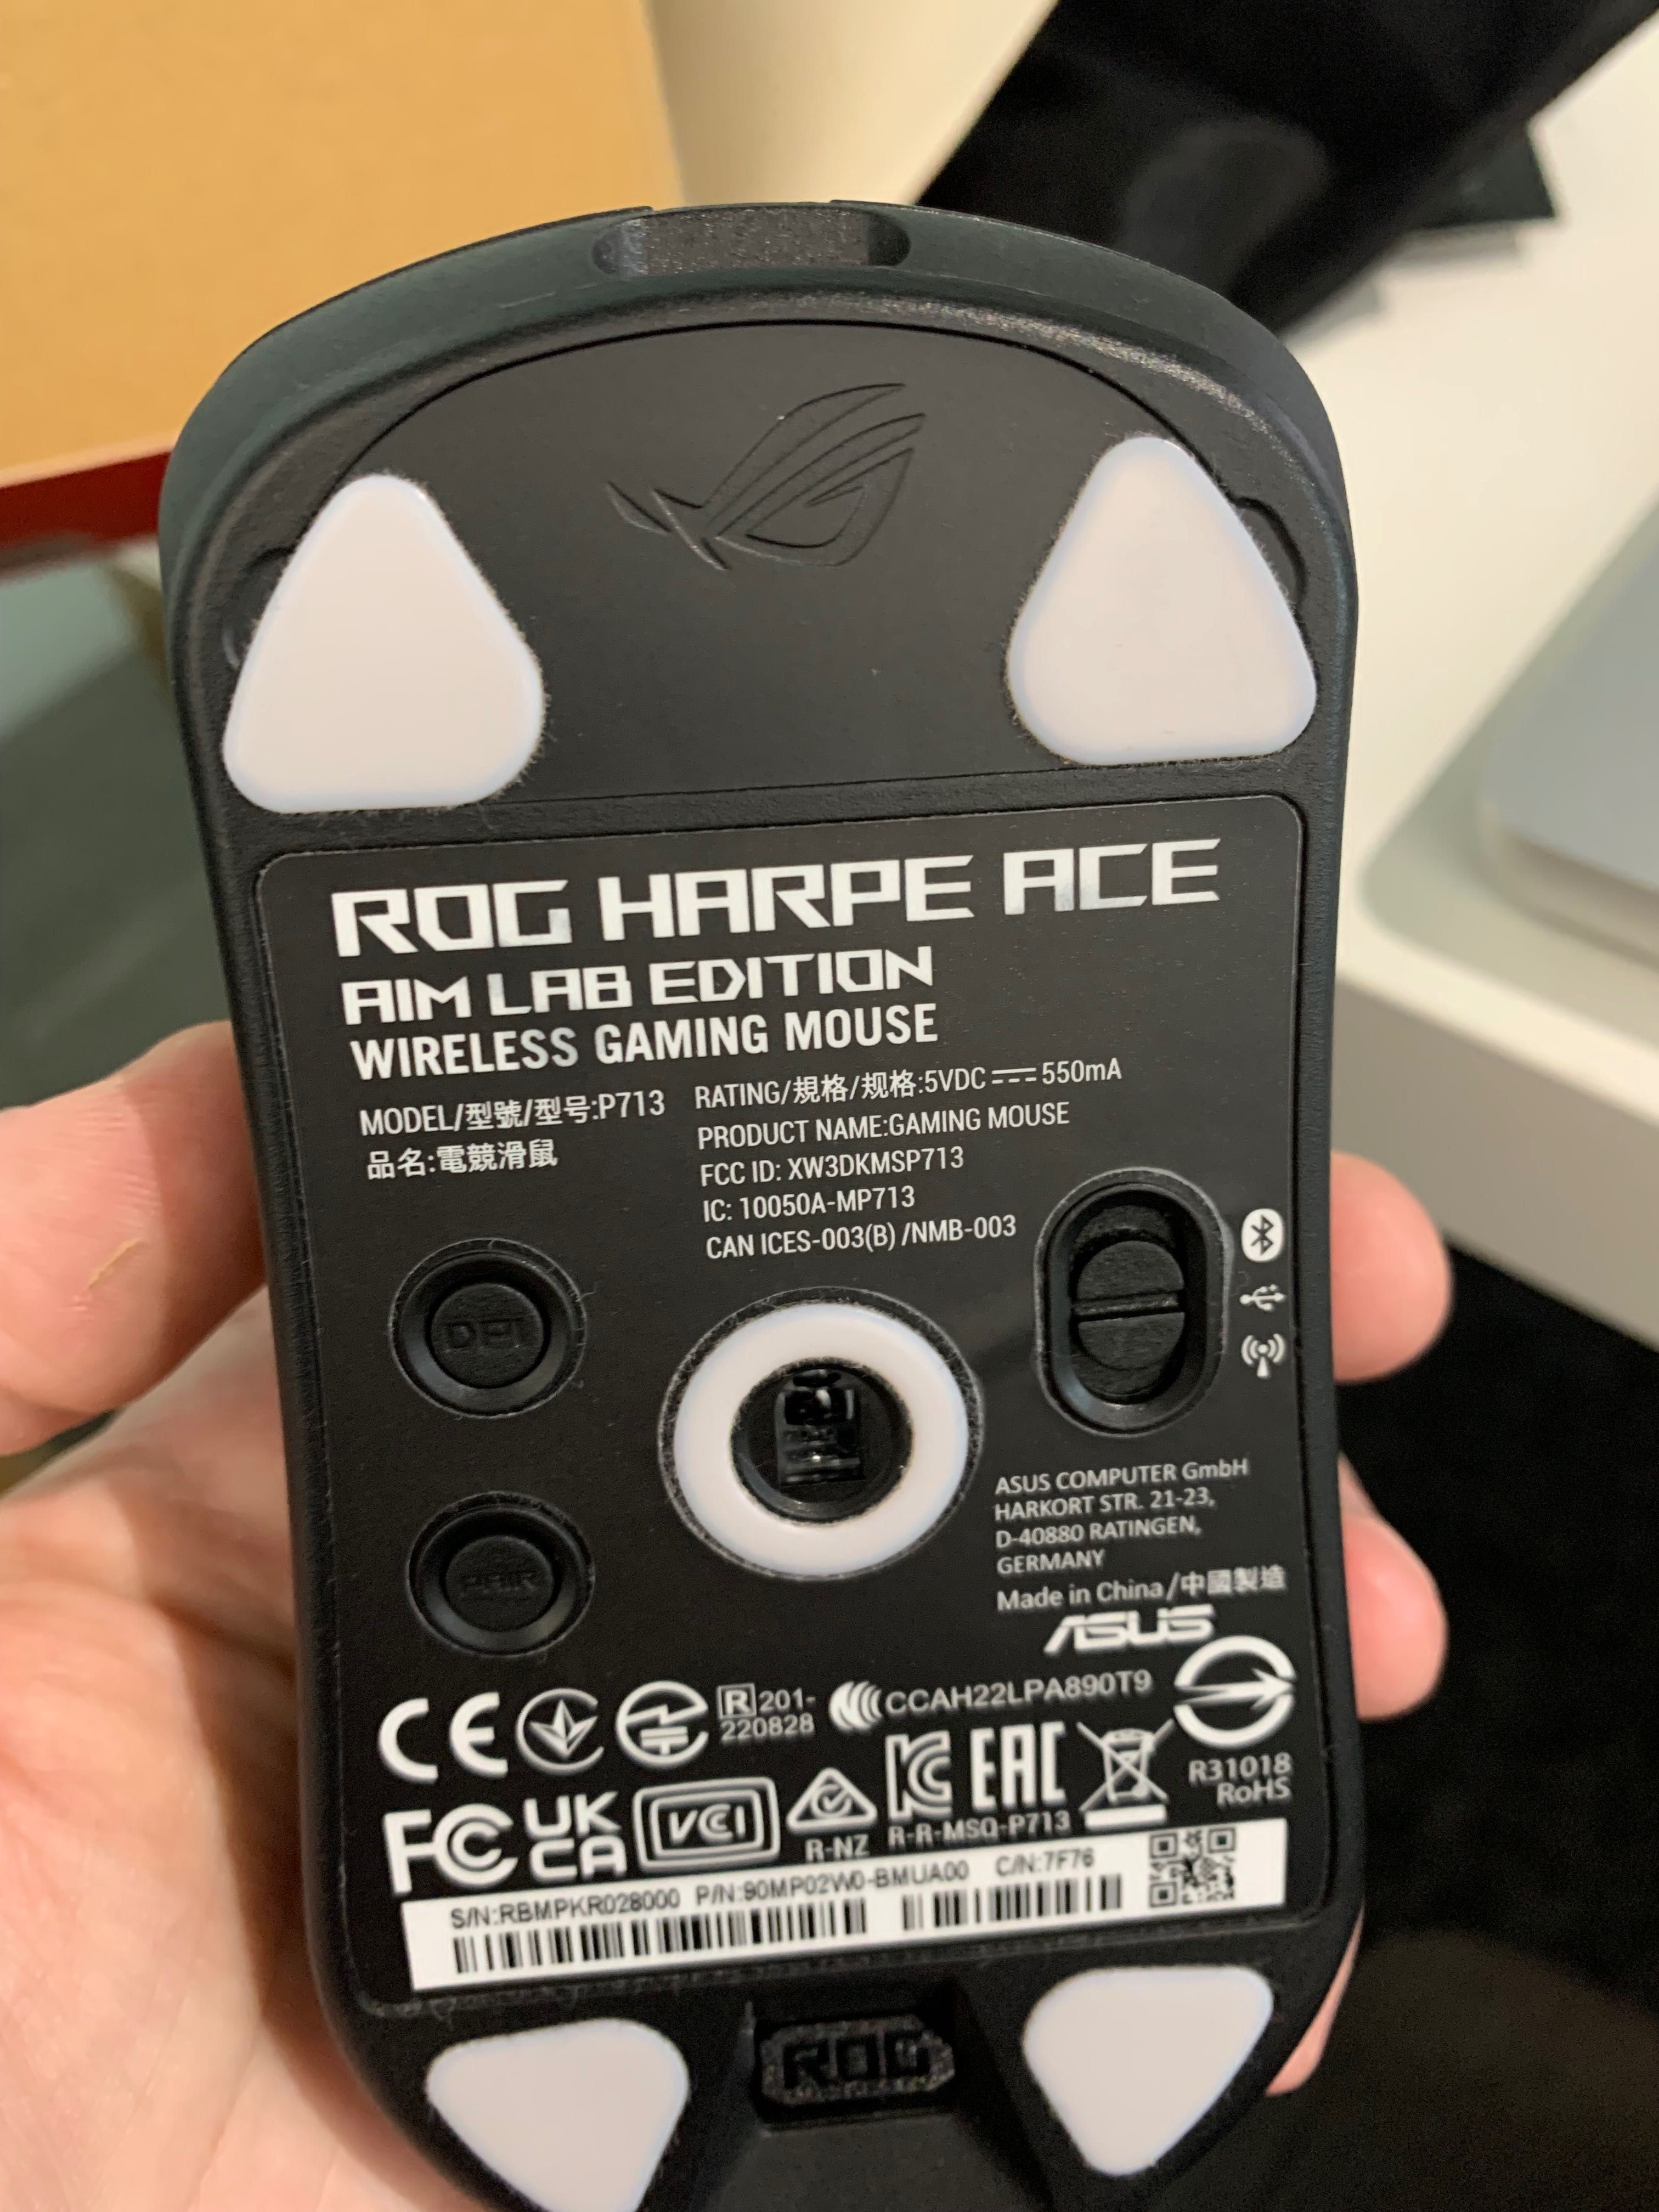 ROG HARPE ACE
AIM LAB EDITION
WIRELESS GAMING MOUSE
MODEL/型號/型号:P713
品名:電競滑鼠
RATING/規格/规格:5VDC⎓550mA
PRODUCT NAME:GAMING MOUSE
FCC ID: XW3DKMSP713
IC: 10050A-MP713
CAN ICES-003(B) /NMB-003
DPI
PAIR
ASUS COMPUTER GmbH
HARKORT STR. 21-23,
D-40880 RATINGEN,
GERMANY
Made in China/中國製造
ASUS
CE
R 201-
220828
CCAH22LPA890T9
R31018
RoHS
FC
UK
CA
VCI
R-NZ
KC
EAC
R-R-MSQ-P713
S/N:RBMPKR028000 P/N:90MP02W0-BMUA00 C/N:7F76
ROG